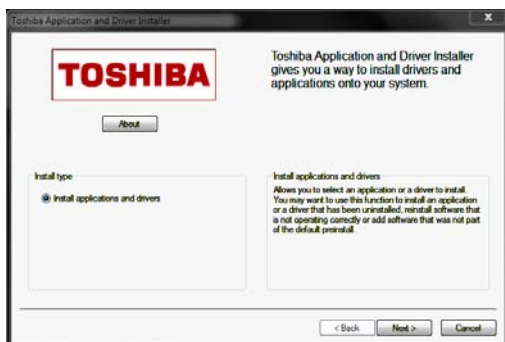 Toshiba Application and Driver Installer
x
TOSHIBA
About
Toshiba Application and Driver Installer
gives you a way to install drivers and
applications onto your system.
Install type
Install applications and drivers
Install applications and drivers
Allows you to select an application or a driver to install.
You may want to use this function to install an application
or a driver that has been uninstalled, reinstall software that
is not operating correctly or add software that was not part
of the default preinstall.
< Back
Next >
Cancel